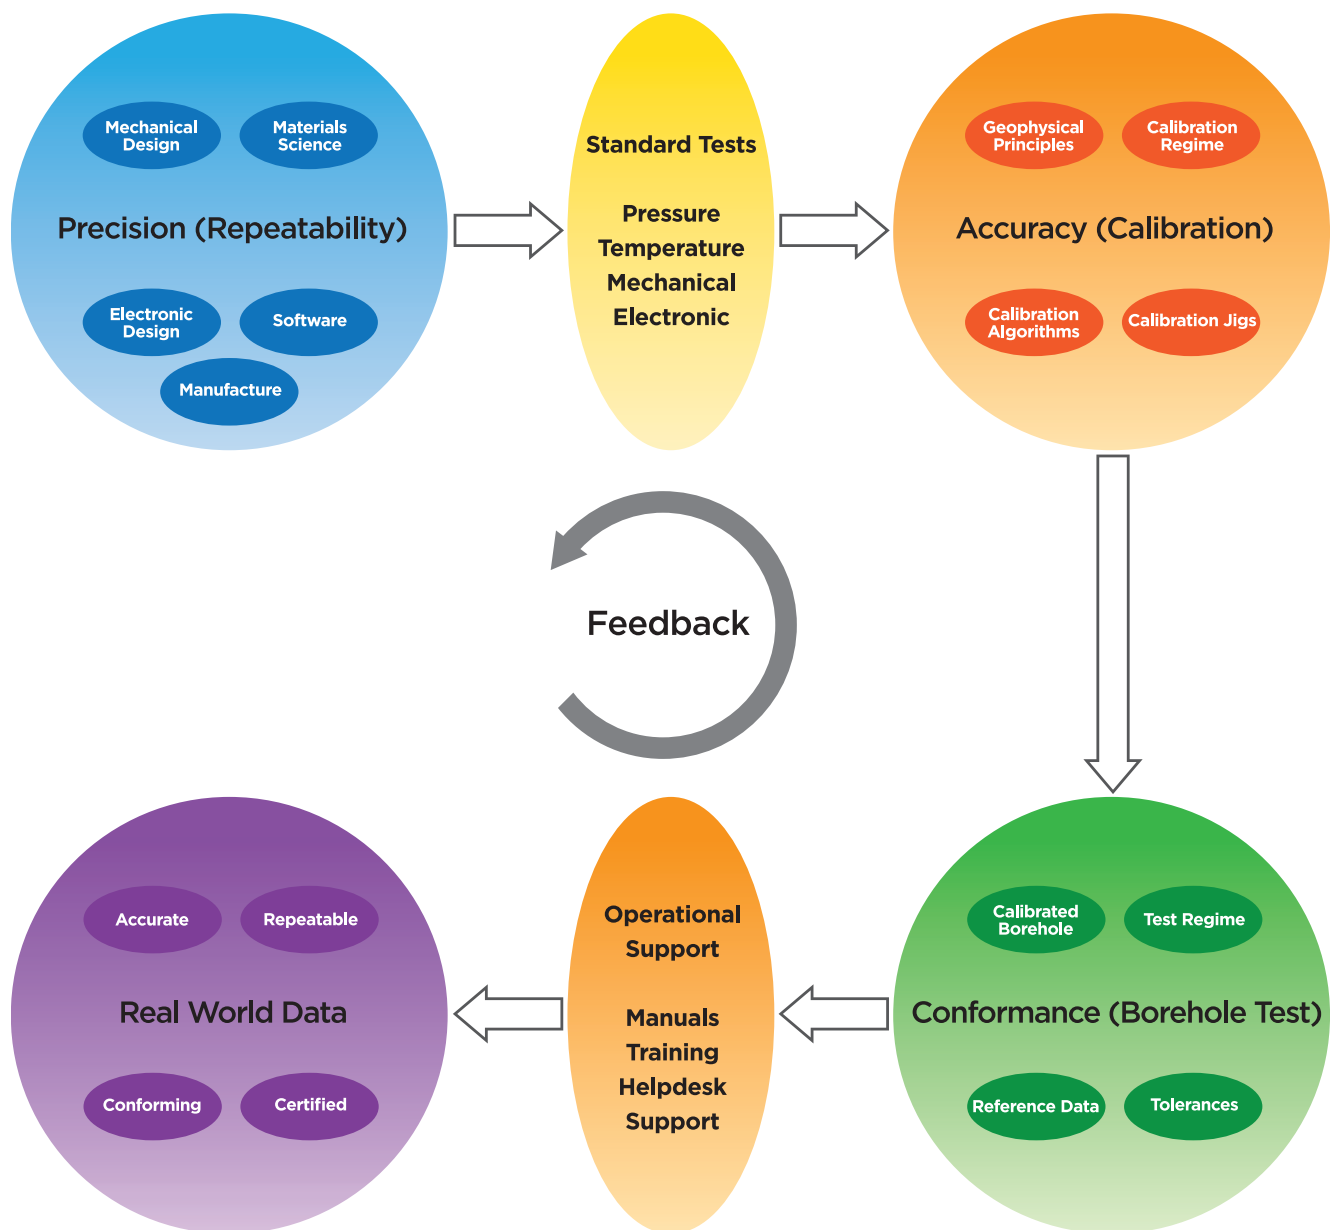 Mechanical
Design
Materials
Science
Precision (Repeatability)
Electronic
Design
Software
Manufacture
Standard Tests
Pressure
Temperature
Mechanical
Electronic
Geophysical
Principles
Calibration
Regime
Accuracy (Calibration)
Calibration
Algorithms
Calibration Jigs
Feedback
Accurate
Repeatable
Real World Data
Conforming
Certified
Operational
Support
Manuals
Training
Helpdesk
Support
Calibrated
Borehole
Test Regime
Conformance (Borehole Test)
Reference Data
Tolerances